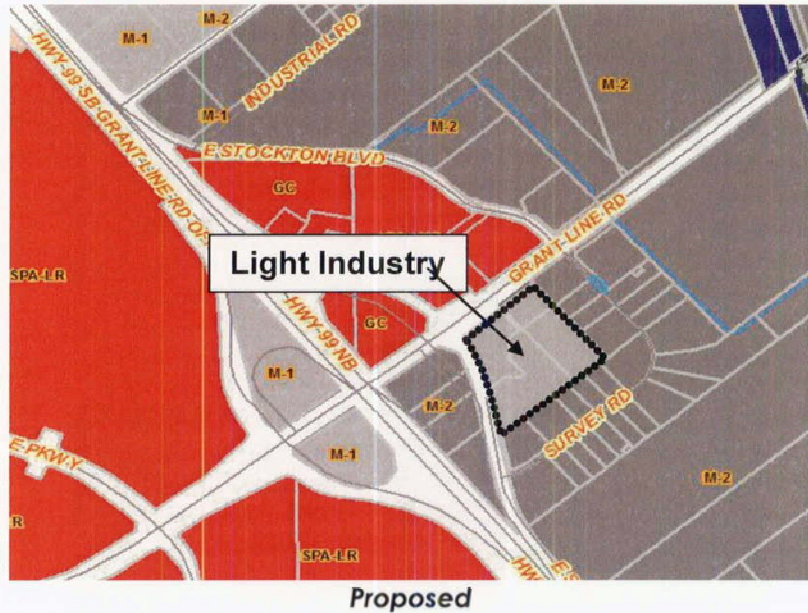 M-2
M-1
INDUSTRIAL RD
M-2
M-1
M-2
HWY-99 SB GRANT-LINE-RD-OF
E STOCKTON BLVD
GC
GRANT-LINE-RD
Light Industry
SPA-LR
HWY-99 NB
GC
M-1
M-2
SURVEY RD
E PKWY
M-1
M-2
R
SPA-LR
Proposed